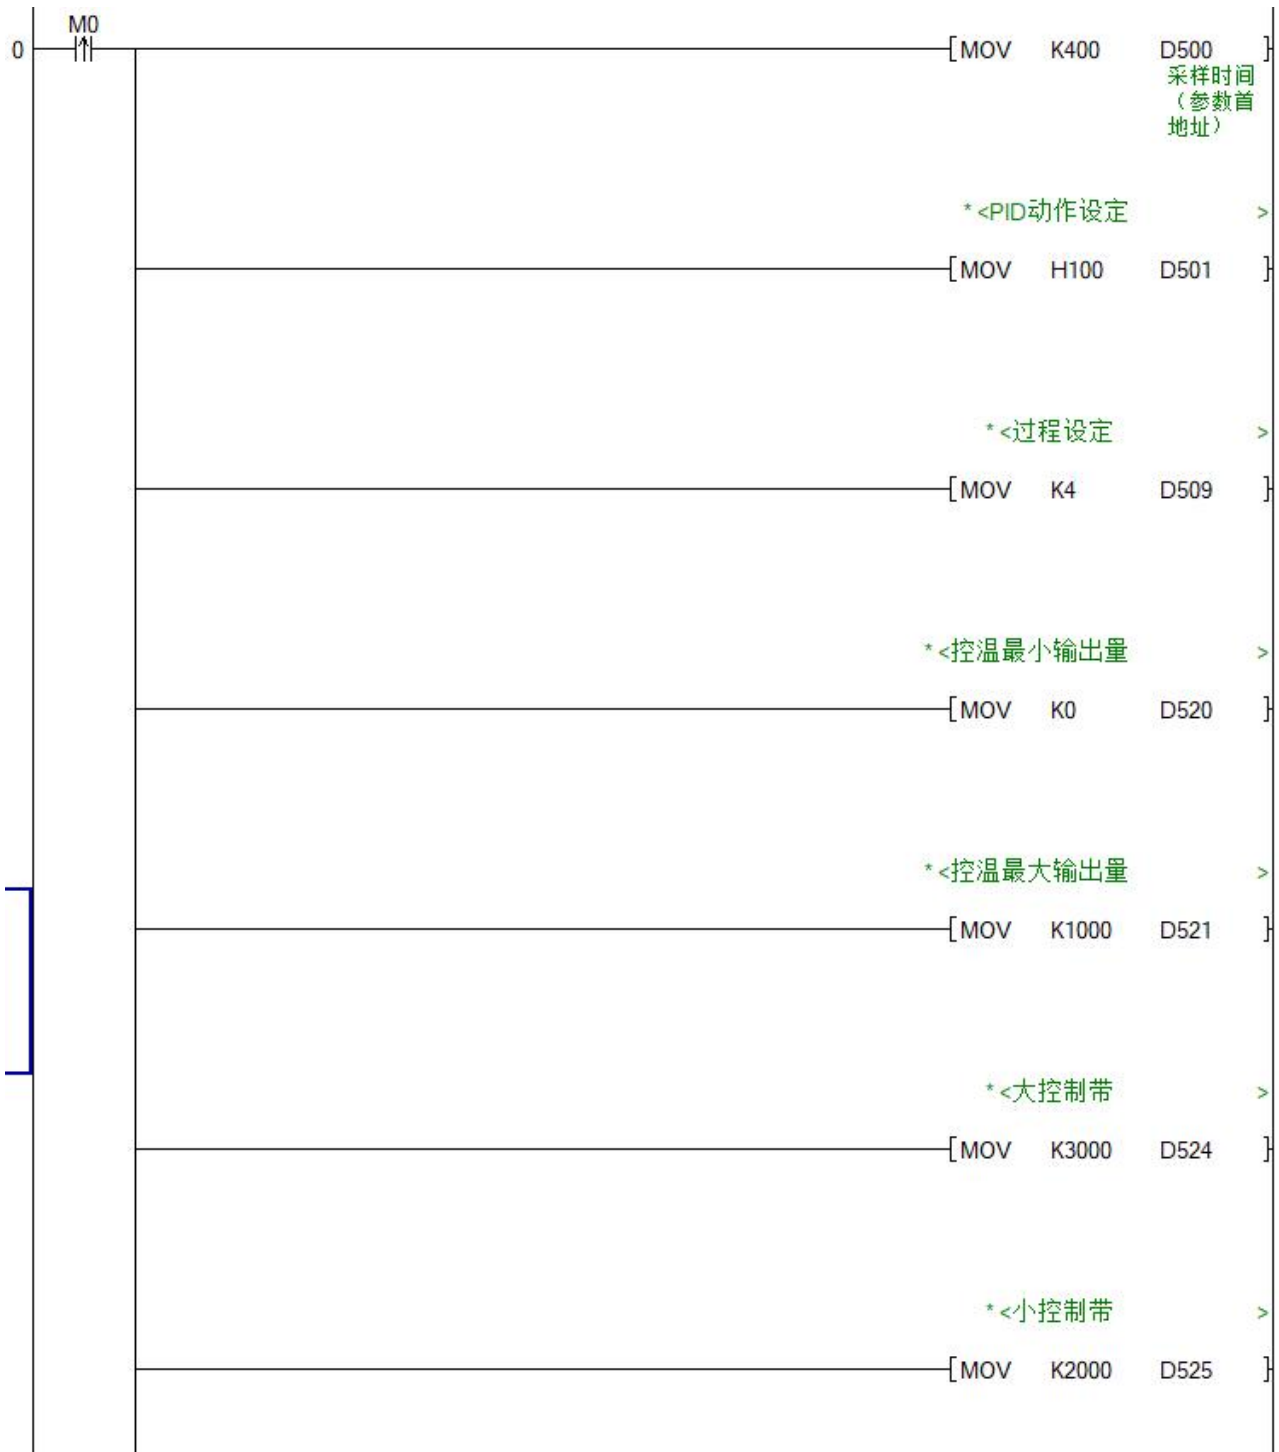 M0
0
[MOV K400 D500 ]
采样时间
（参数首
地址）
*<PID动作设定 >
[MOV H100 D501 ]
*<过程设定 >
[MOV K4 D509 ]
*<控温最小输出量 >
[MOV K0 D520 ]
*<控温最大输出量 >
[MOV K1000 D521 ]
*<大控制带 >
[MOV K3000 D524 ]
*<小控制带 >
[MOV K2000 D525 ]